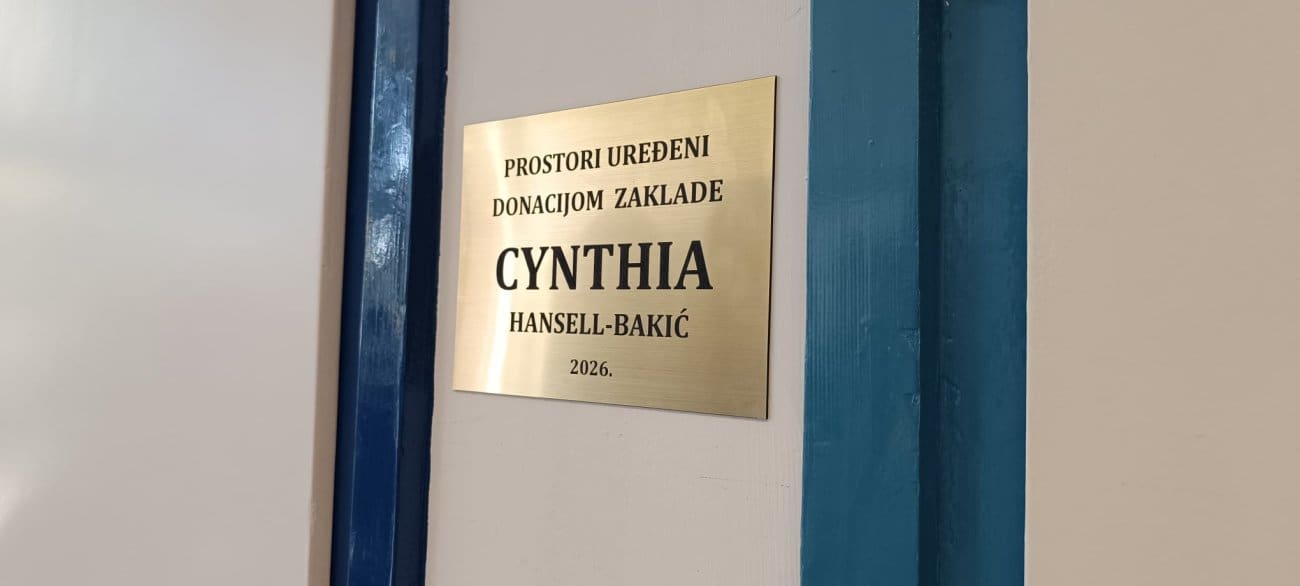 PROSTORI UREĐENI
DONACIJOM ZAKLADE
CYNTHIA
HANSELL-BAKIĆ
2026.